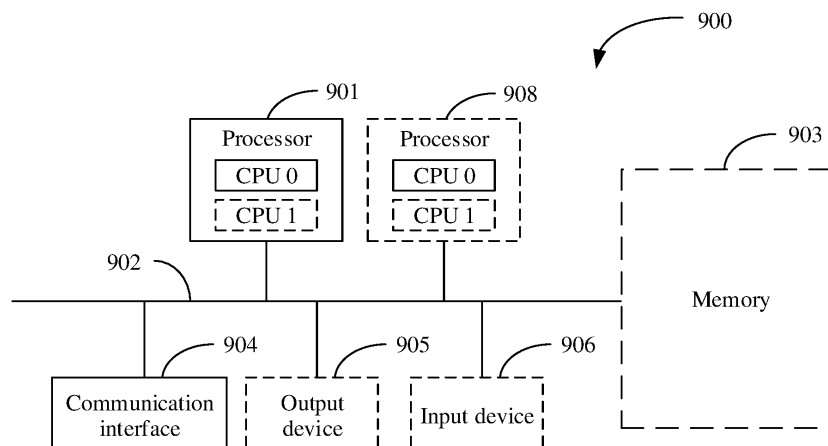 900
901
908
903
Processor
Processor
CPU 0
CPU 0
CPU 1
CPU 1
902
Memory
904
905
906
Communication
interface
Output
device
Input device